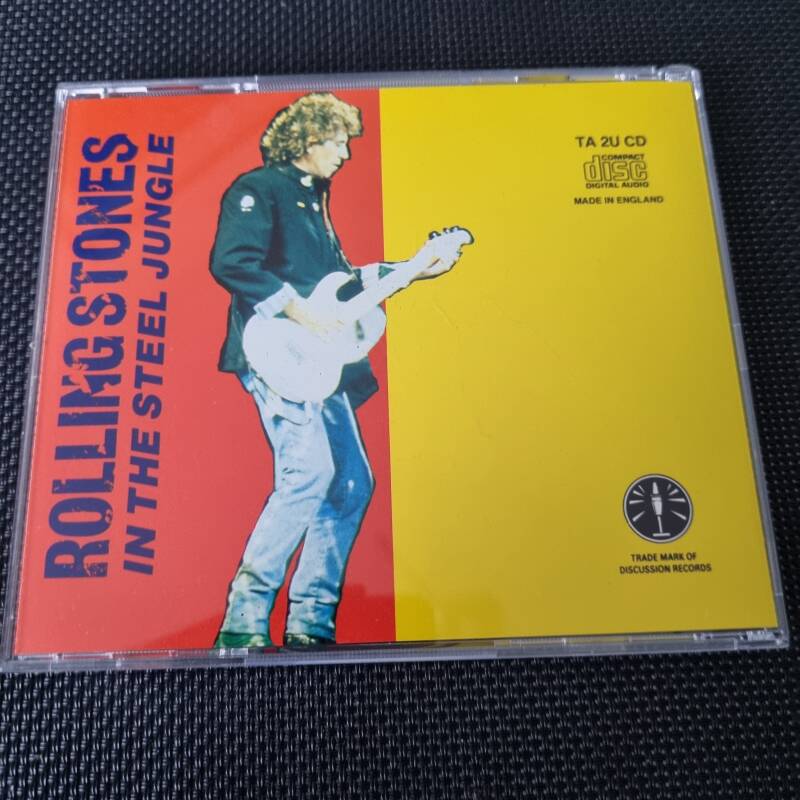 ROLLING STONES
IN THE STEEL JUNGLE
TA 2U CD
COMPACT
disc
DIGITAL AUDIO
MADE IN ENGLAND
TRADE MARK OF
DISCUSSION RECORDS